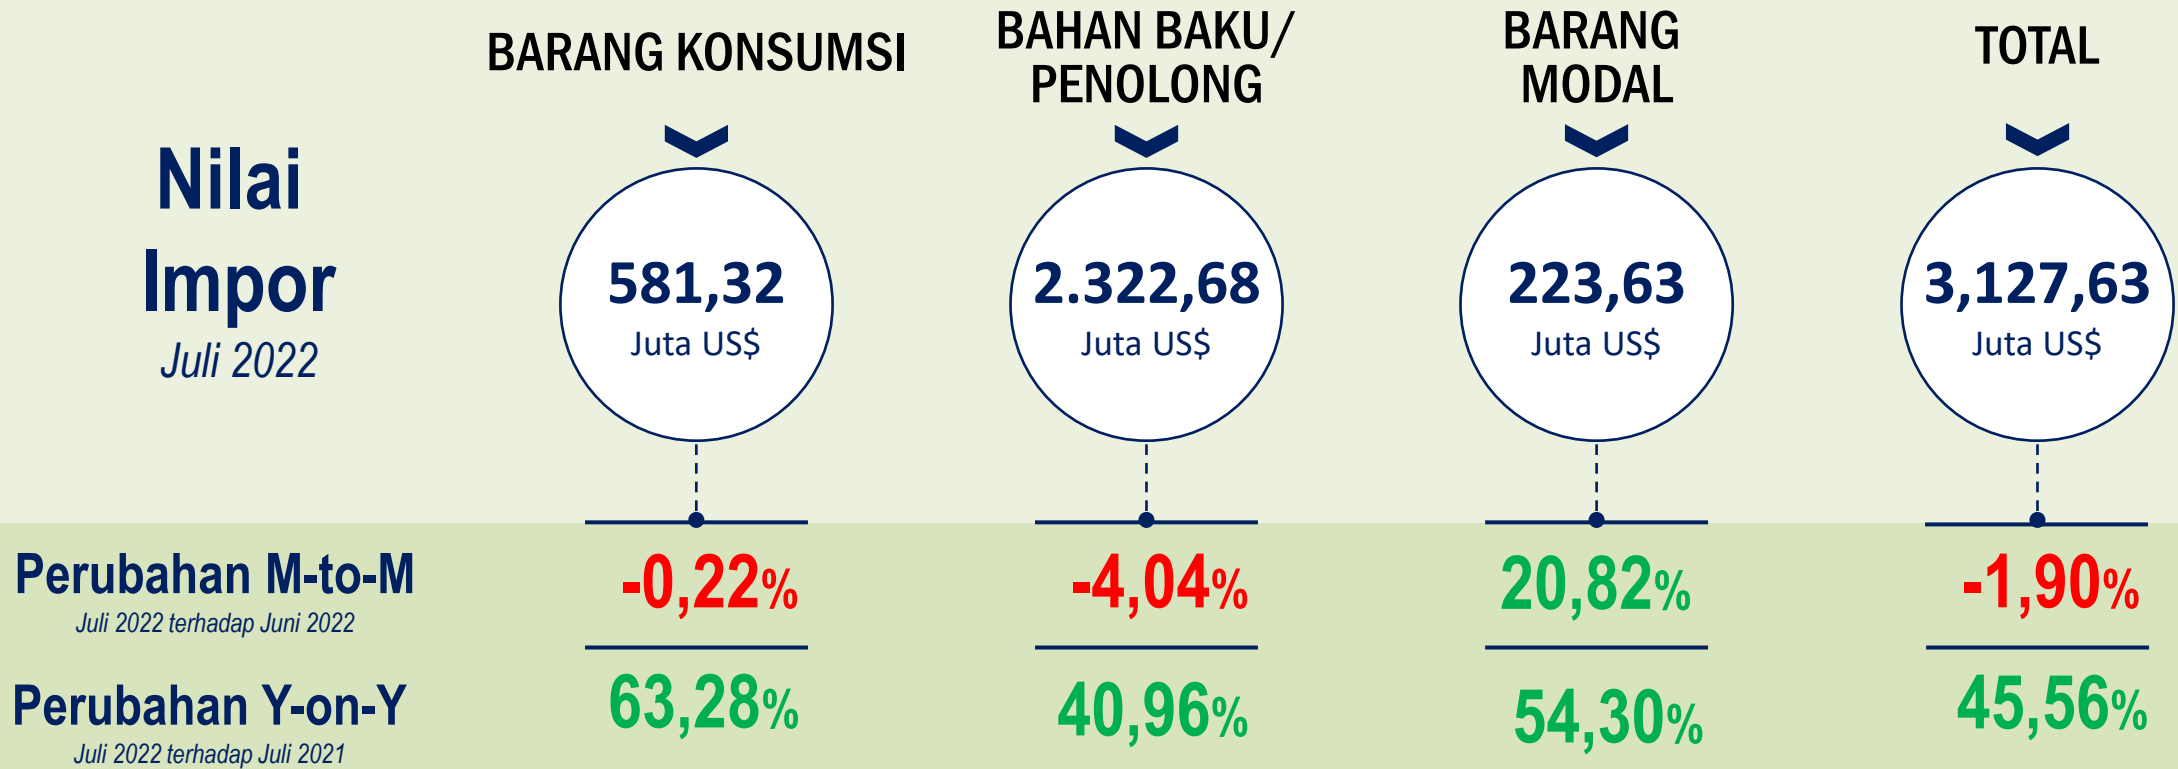 BARANG KONSUMSI
BAHAN BAKU/
PENOLONG
BARANG
MODAL
TOTAL
Nilai
Impor
Juli 2022
581,32
Juta US$
2.322,68
Juta US$
223,63
Juta US$
3,127,63
Juta US$
Perubahan M-to-M
Juli 2022 terhadap Juni 2022
-0,22%
-4,04%
20,82%
-1,90%
Perubahan Y-on-Y
Juli 2022 terhadap Juli 2021
63,28%
40,96%
54,30%
45,56%